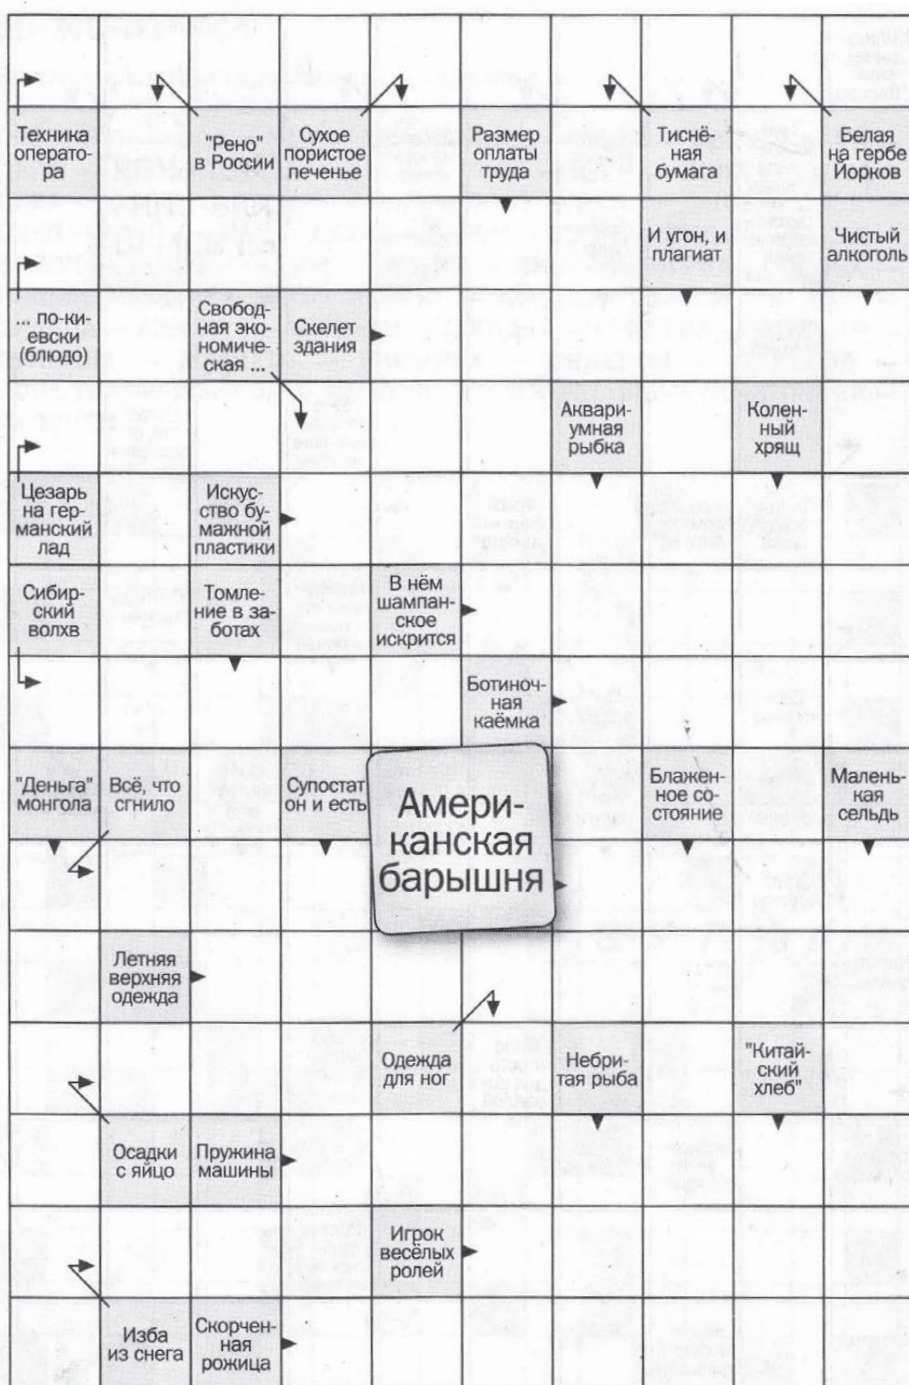 Техника
операто-
ра
"Рено"
в России
Сухое
пористое
печенье
Размер
оплаты
труда
Тиснё-
ная
бумага
Белая
на гербе
Йорков
И угон, и
плагиат
Чистый
алкоголь
... по-ки-
евски
(блюдо)
Свобод-
ная эко-
номиче-
ская ...
Скелет
здания
Аквари-
умная
рыбка
Колен-
ный
хрящ
Цезарь
на гер-
манский
лад
Искус-
ство бу-
мажной
пластики
Сибир-
ский
волхв
Томле-
ние в за-
ботах
В нём
шампан-
ское
искрится
Ботиноч-
ная
каёмка
"Деньга"
монгола
Всё, что
сгнило
Супостат
он и есть
Амери-
канская
барышня
Блажен-
ное со-
стояние
Малень-
кая
сельдь
Летняя
верхняя
одежда
Одежда
для ног
Небри-
тая рыба
"Китай-
ский
хлеб"
Осадки
с яйцо
Пружина
машины
Игрок
весёлых
ролей
Изба
из снега
Скорчен-
ная
рожица